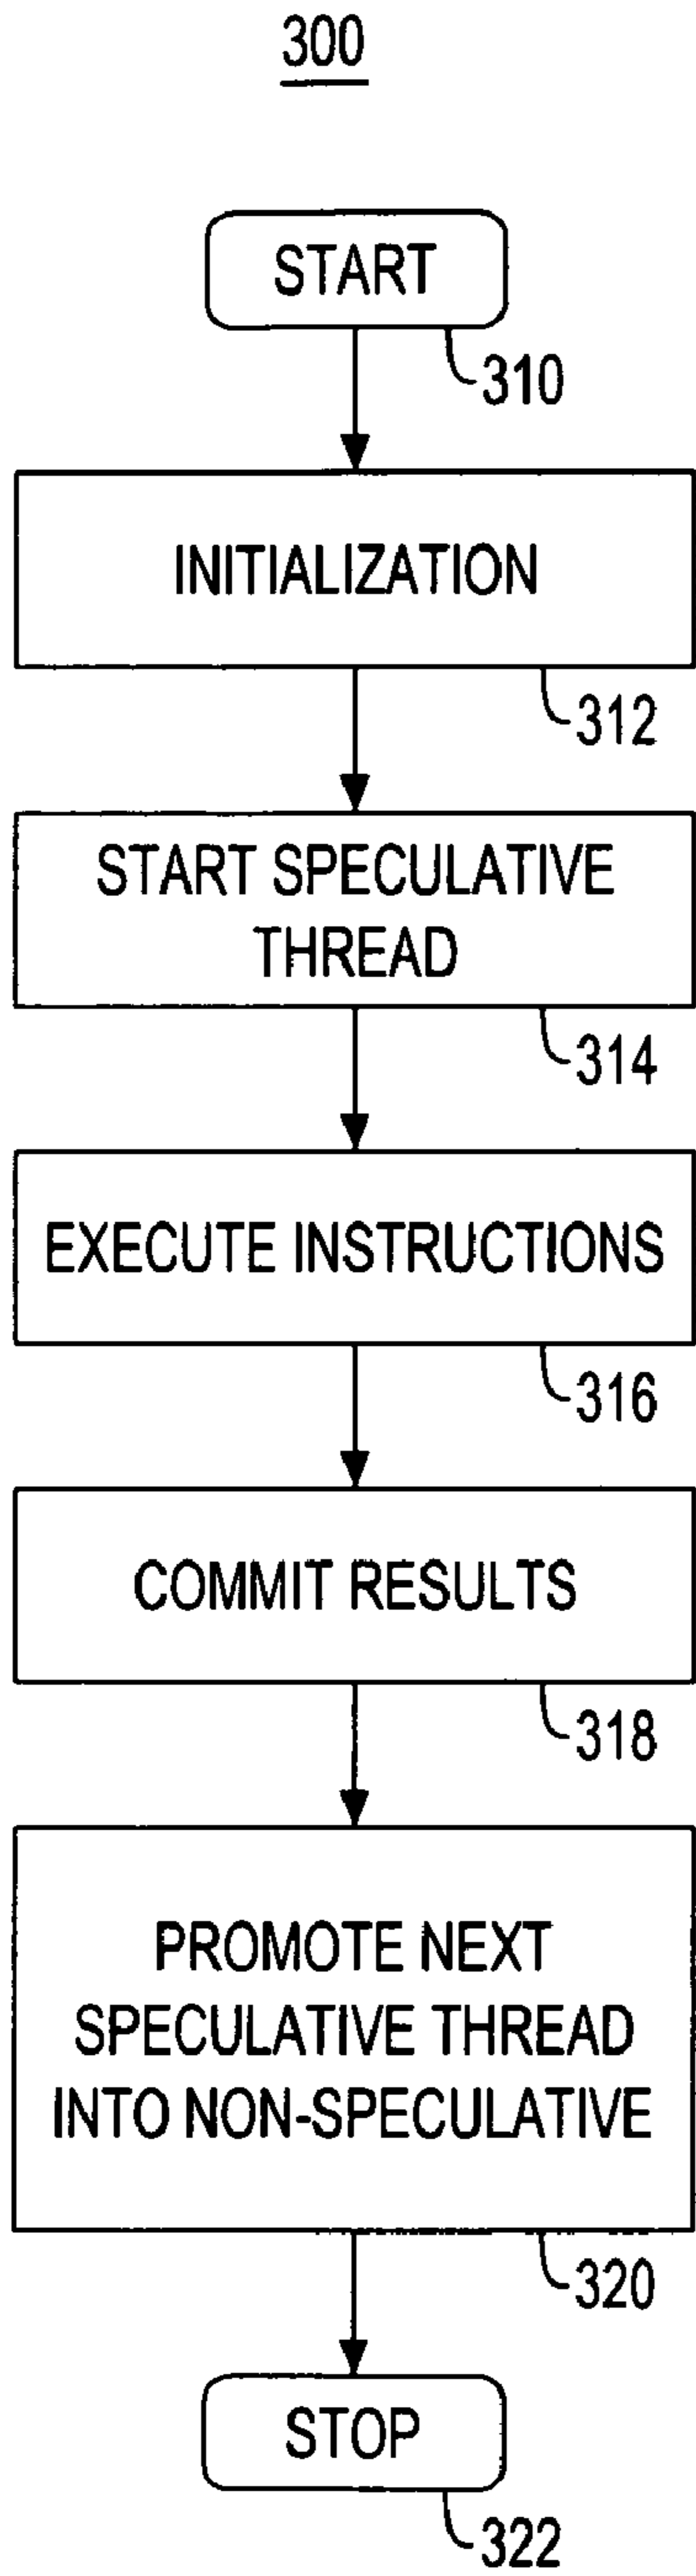 300
START
310
INITIALIZATION
312
START SPECULATIVE
THREAD
314
EXECUTE INSTRUCTIONS
316
COMMIT RESULTS
318
PROMOTE NEXT
SPECULATIVE THREAD
INTO NON-SPECULATIVE
320
STOP
322